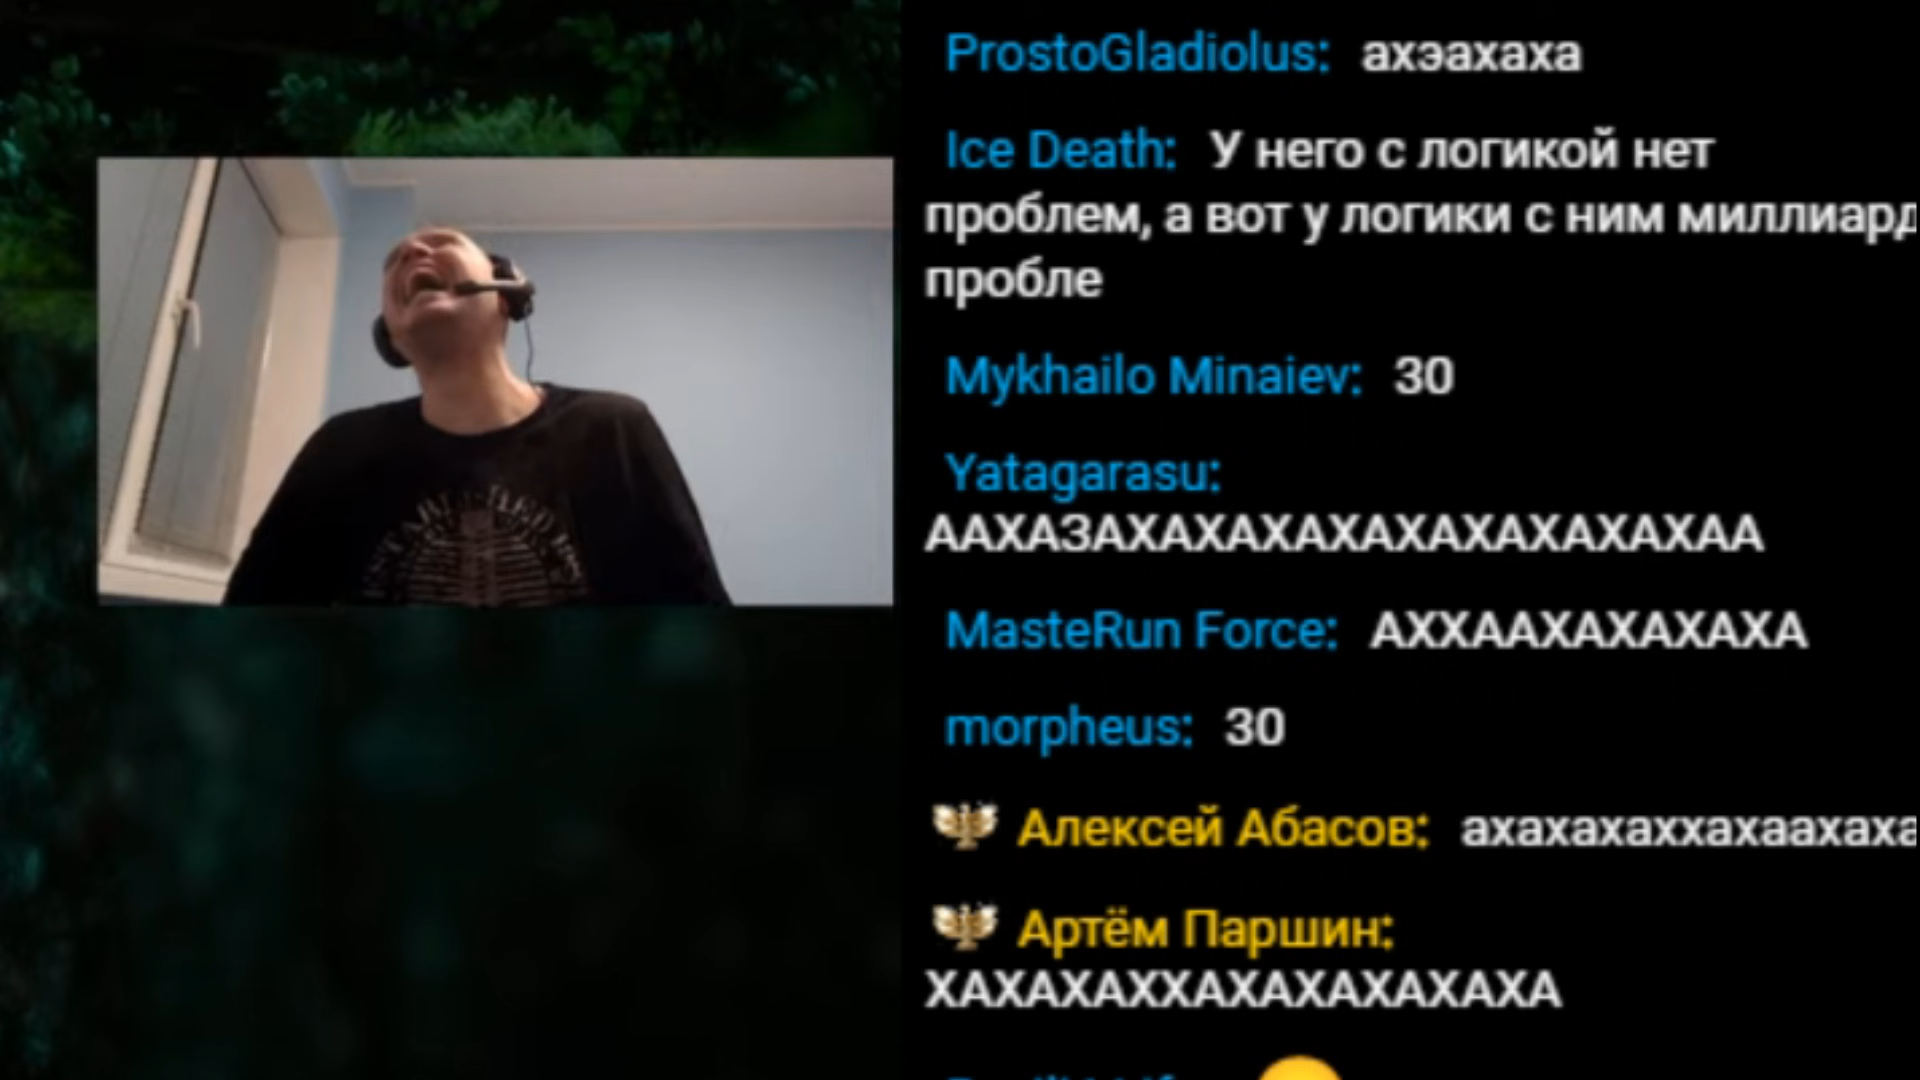 ProstoGladiolus: ахэахаха
Ice Death: У него с логикой нет
проблем, а вот у логики с ним миллиард
пробле
Mykhailo Minaiev: 30
Yatagarasu:
ААХАЗАХАХАХАХАХАХАХАХАХАА
MasteRun Force: АХХААХАХАХАХА
morpheus: 30
Алексей Абасов: ахахахаххахаахаха
Артём Паршин:
ХАХАХАХХАХАХАХАХАХА